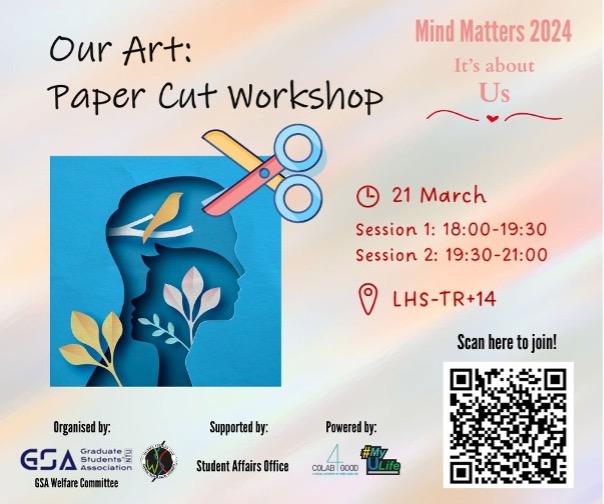 Our Art:
Paper Cut Workshop
Mind Matters 2024
It's about
Us
21 March
Session 1: 18:00-19:30
Session 2: 19:30-21:00
LHS-TR+14
Scan here to join!
Organised by:
GSA Graduate Students' Association NTU
GSA Welfare Committee
Supported by:
Student Affairs Office
Powered by:
COLAB4GOOD
#My
ULife